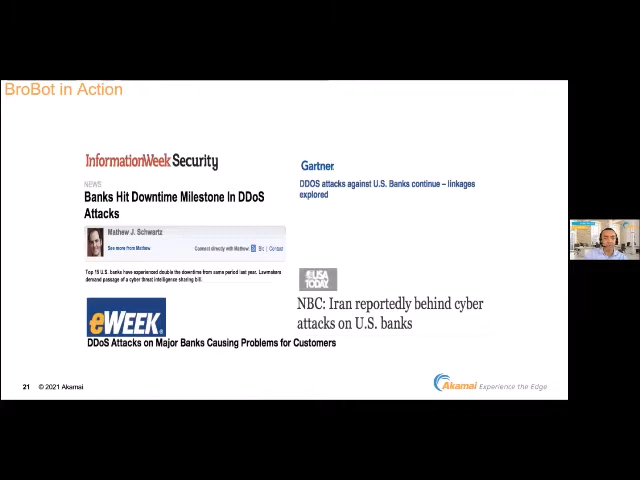 BroBot in Action
InformationWeek Security
NEWS
Banks Hit Downtime Milestone In DDoS
Attacks
Mathew J. Schwartz
See more from Mathew
Connect directly with Mathew:
Bio | Contact
Top 15 U.S. banks have experienced double the downtime from same period last year. Lawmakers
demand passage of a cyber threat intelligence sharing bill.
eWEEK
DDoS Attacks on Major Banks Causing Problems for Customers
Gartner
DDOS attacks against U.S. Banks continue – linkages
explored
USA
TODAY
NBC: Iran reportedly behind cyber
attacks on U.S. banks
21 © 2021 Akamai
Akamai Experience the Edge